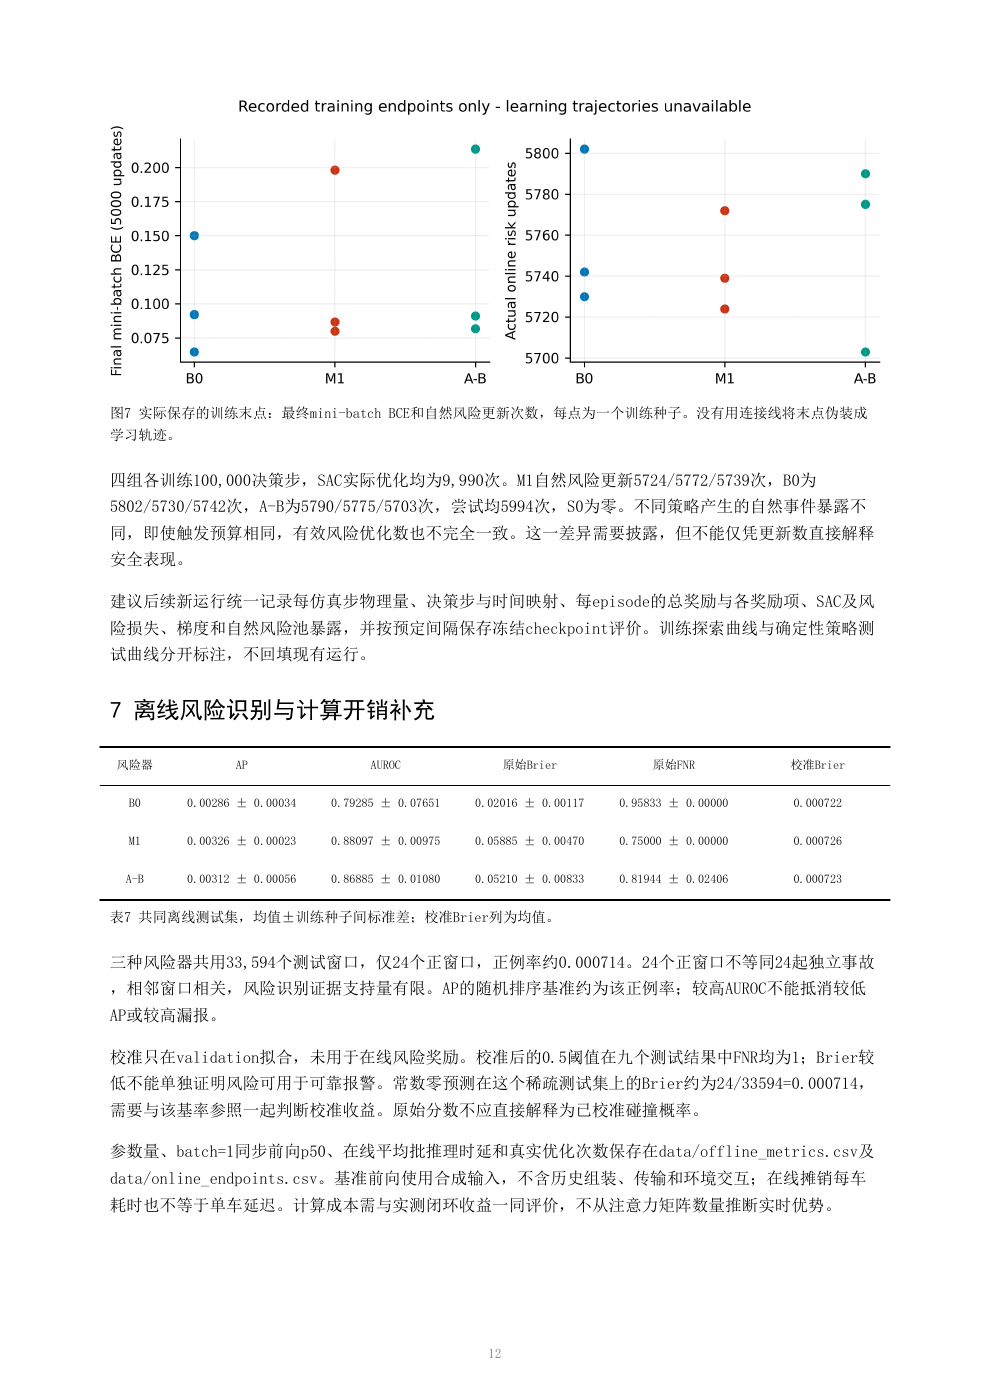 Recorded training endpoints only - learning trajectories unavailable
Final mini-batch BCE (5000 updates)
0.200
0.175
0.150
0.125
0.100
0.075
B0
M1
A-B
Actual online risk updates
5800
5780
5760
5740
5720
5700
B0
M1
A-B
图7 实际保存的训练末点：最终mini-batch BCE和自然风险更新次数，每点为一个训练种子。没有用连接线将末点伪装成
学习轨迹。
四组各训练100,000决策步，SAC实际优化均为9,990次。M1自然风险更新5724/5772/5739次，B0为
5802/5730/5742次，A-B为5790/5775/5703次，尝试均5994次，S0为零。不同策略产生的自然事件暴露不
同，即使触发预算相同，有效风险优化数也不完全一致。这一差异需要披露，但不能仅凭更新数直接解释
安全表现。
建议后续新运行统一记录每仿真步物理量、决策步与时间映射、每episode的总奖励与各奖励项、SAC及风
险损失、梯度和自然风险池暴露，并按预定间隔保存冻结checkpoint评价。训练探索曲线与确定性策略测
试曲线分开标注，不回填现有运行。
7 离线风险识别与计算开销补充
风险器 AP AUROC 原始Brier 原始FNR 校准Brier
B0 0.00286 ± 0.00034 0.79285 ± 0.07651 0.02016 ± 0.00117 0.95833 ± 0.00000 0.000722
M1 0.00326 ± 0.00023 0.88097 ± 0.00975 0.05885 ± 0.00470 0.75000 ± 0.00000 0.000726
A-B 0.00312 ± 0.00056 0.86885 ± 0.01080 0.05210 ± 0.00833 0.81944 ± 0.02406 0.000723
表7 共同离线测试集，均值±训练种子间标准差；校准Brier列为均值。
三种风险器共用33,594个测试窗口，仅24个正窗口，正例率约0.000714。24个正窗口不等同24起独立事故
，相邻窗口相关，风险识别证据支持量有限。AP的随机排序基准约为该正例率；较高AUROC不能抵消较低
AP或较高漏报。
校准只在validation拟合，未用于在线风险奖励。校准后的0.5阈值在九个测试结果中FNR均为1；Brier较
低不能单独证明风险可用于可靠报警。常数零预测在这个稀疏测试集上的Brier约为24/33594=0.000714，
需要与该基率参照一起判断校准收益。原始分数不应直接解释为已校准碰撞概率。
参数量、batch=1同步前向p50、在线平均批推理时延和真实优化次数保存在data/offline_metrics.csv及
data/online_endpoints.csv。基准前向使用合成输入，不含历史组装、传输和环境交互；在线摊销每车
耗时也不等于单车延迟。计算成本需与实测闭环收益一同评价，不从注意力矩阵数量推断实时优势。
12